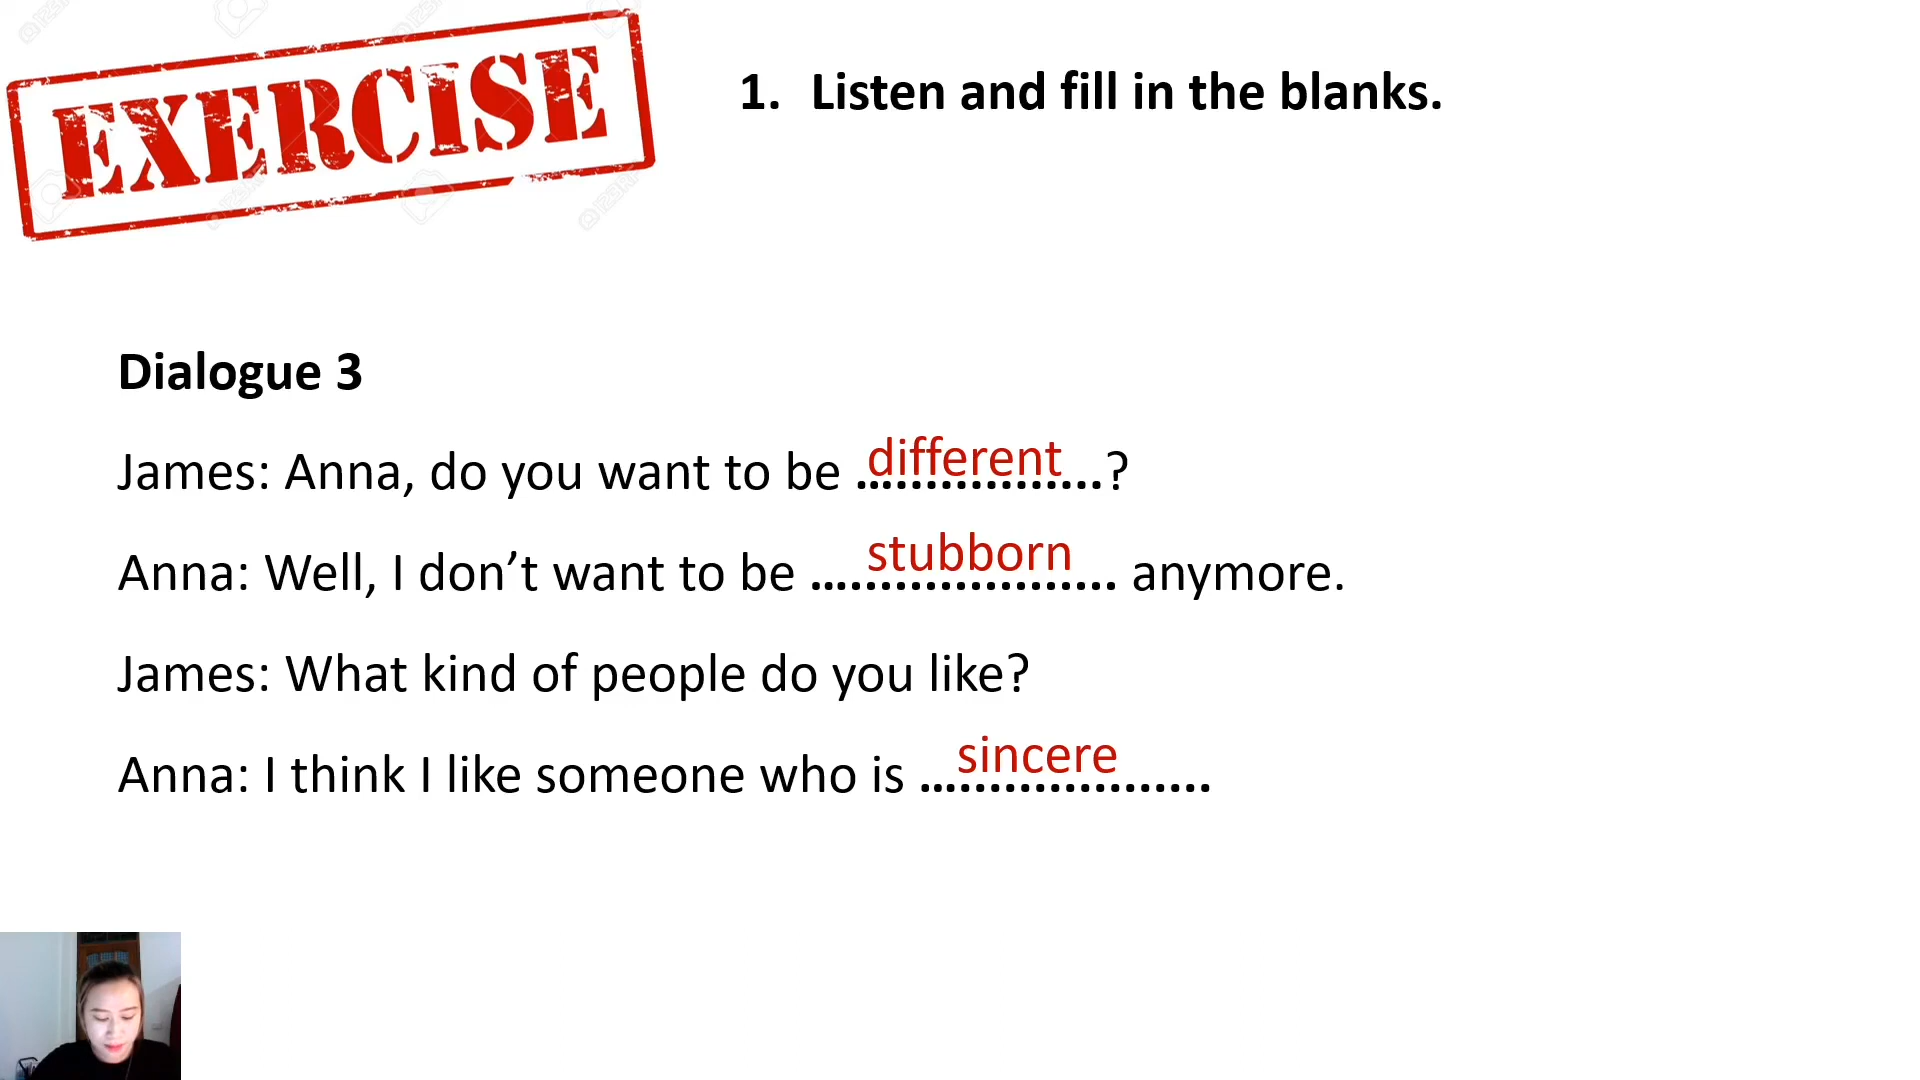 EXERCISE
1. Listen and fill in the blanks.
Dialogue 3
James: Anna, do you want to be different.................?
Anna: Well, I don’t want to be stubborn..................... anymore.
James: What kind of people do you like?
Anna: I think I like someone who is sincere....................